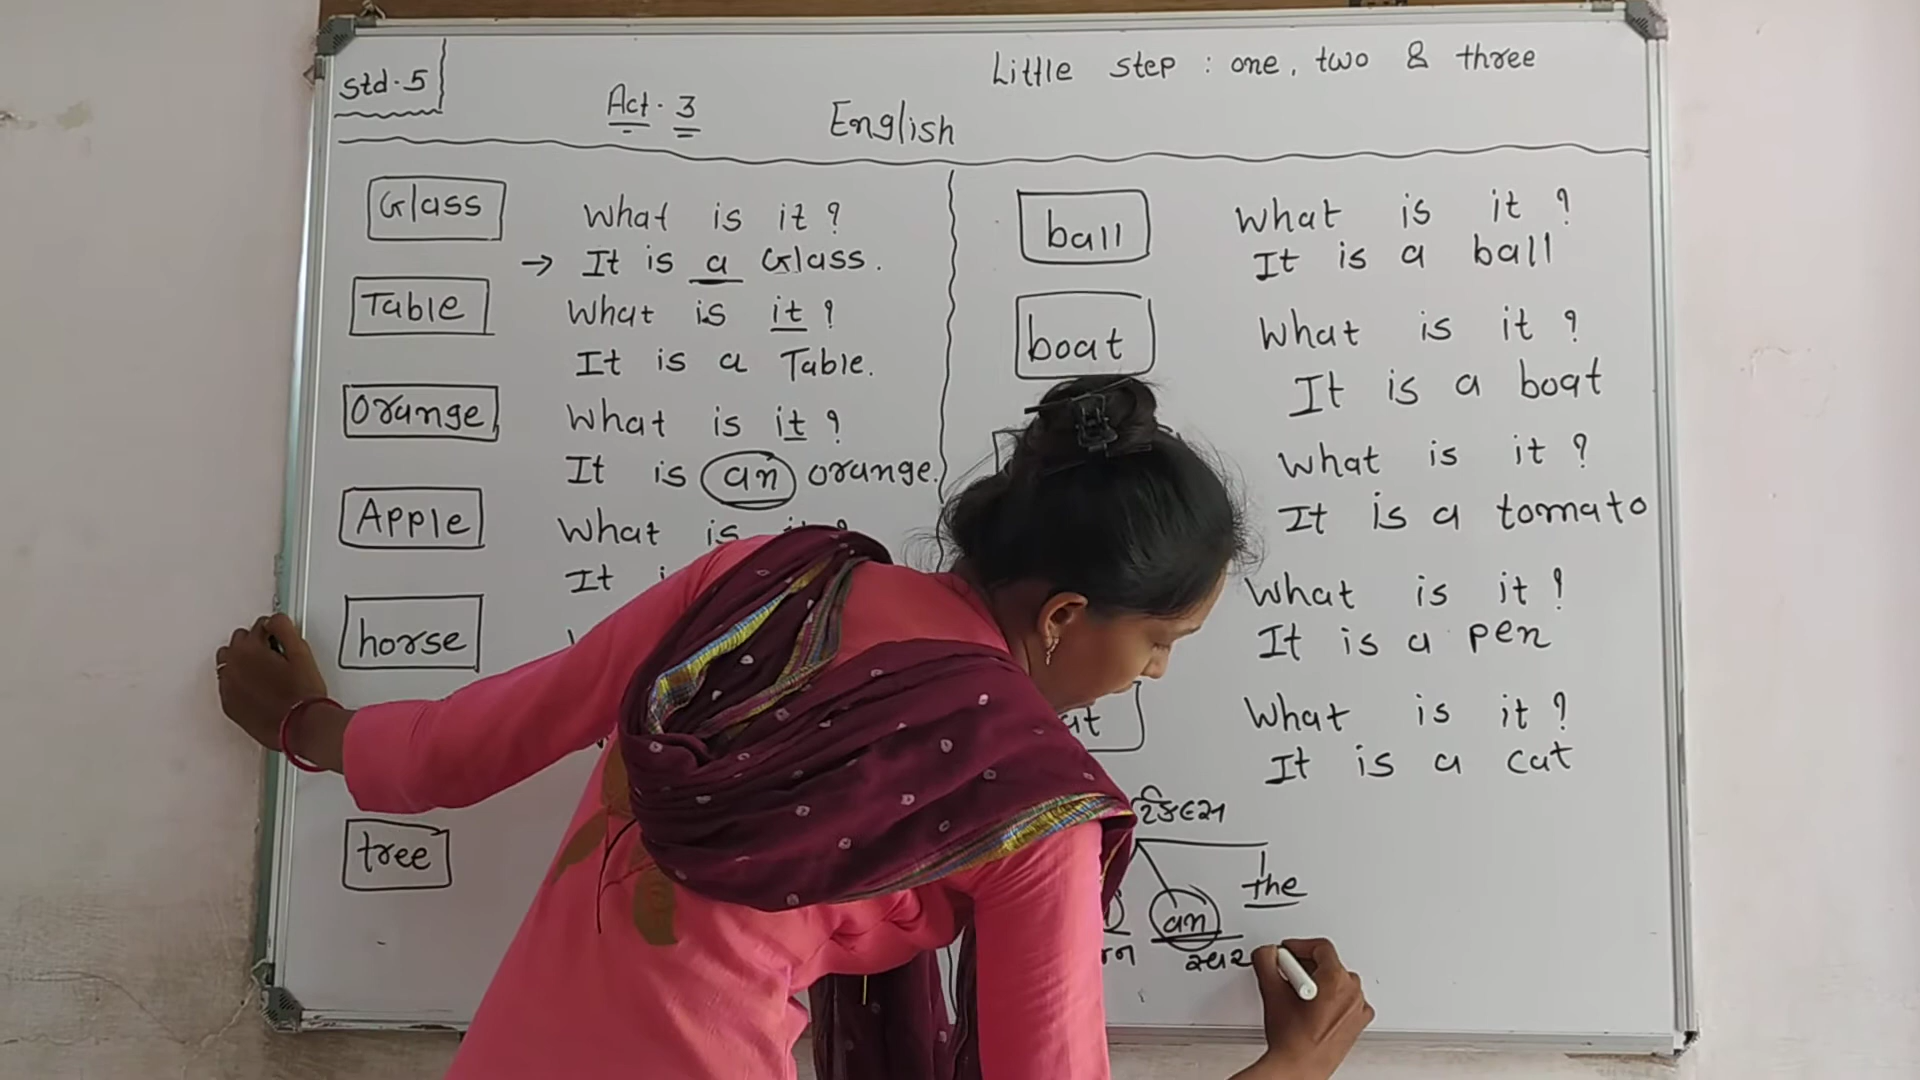 Std-5
Act. 3
English
Little step : one, two & three
Glass
What is it ?
→ It is a Glass.
Table
What is it ?
It is a Table.
Orange
What is it ?
It is an orange.
Apple
What is
It
horse
tree
ball
What is it ?
It is a ball
boat
What is it ?
It is a boat
What is it ?
It is a tomato
What is it ?
It is a pen
What is it ?
It is a cat
an
the